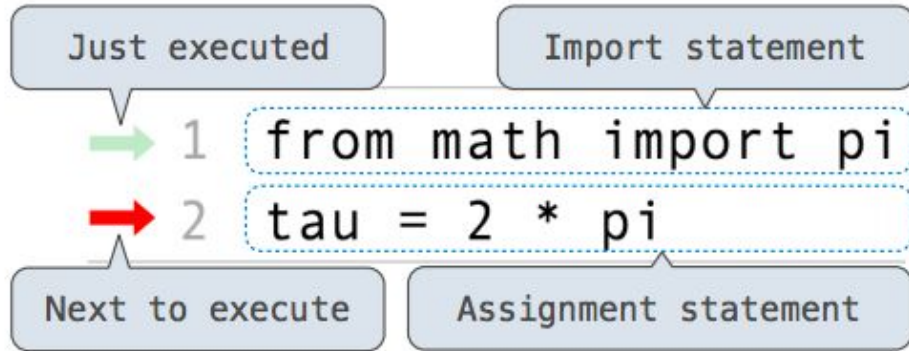 Just executed
Import statement
1 from math import pi
2 tau = 2 * pi
Next to execute
Assignment statement